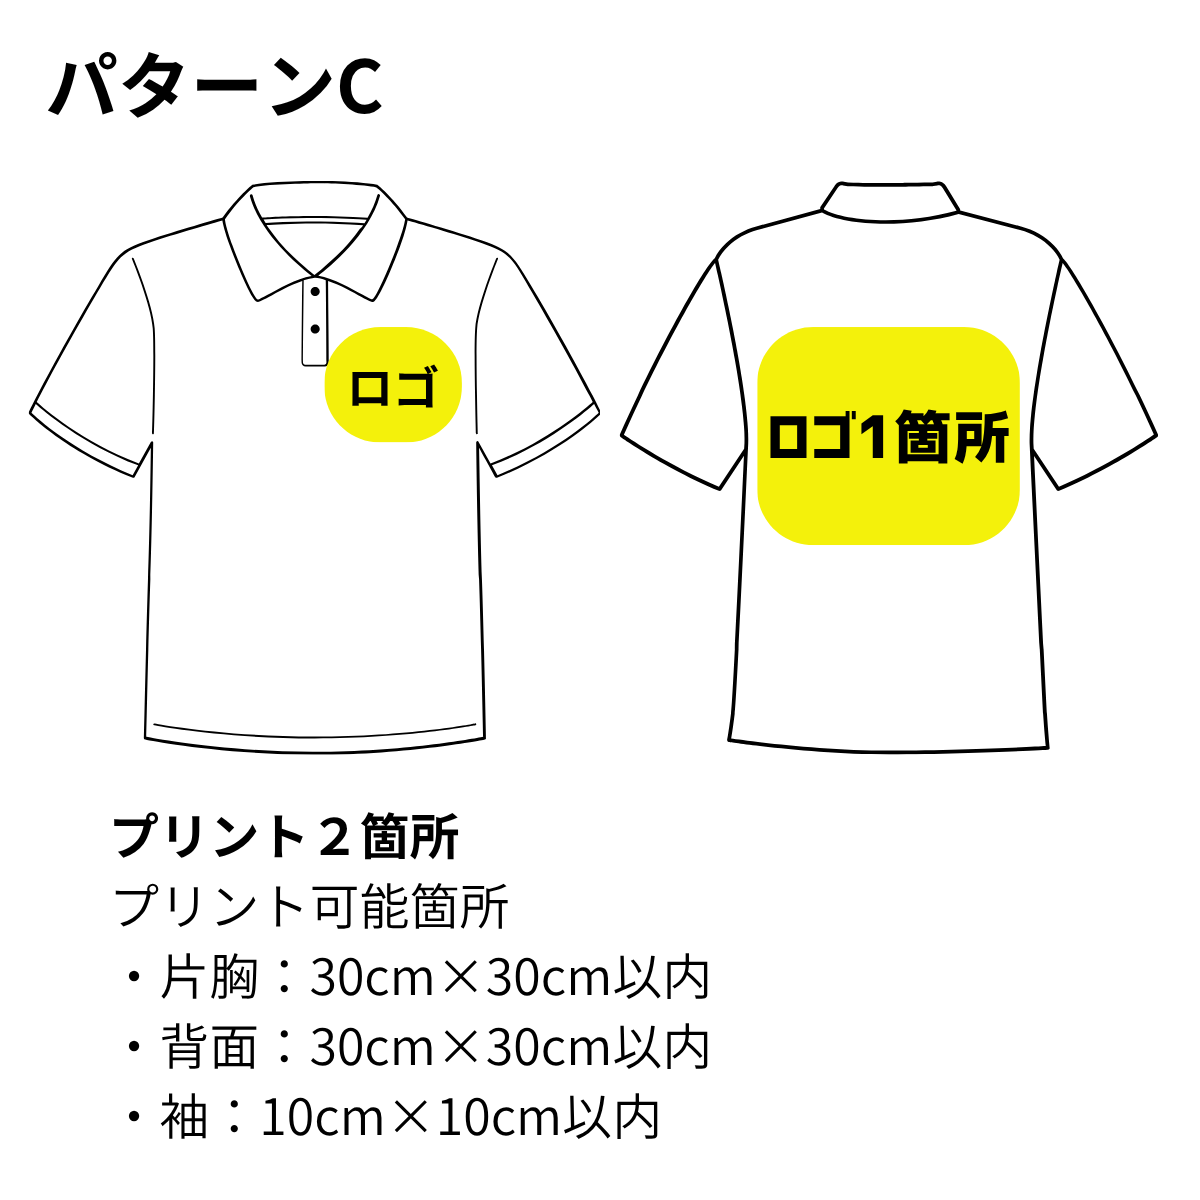 パターンC
ロゴ
ロゴ1箇所
プリント２箇所
プリント可能箇所
・片胸：30cm×30cm以内
・背面：30cm×30cm以内
・袖：10cm×10cm以内